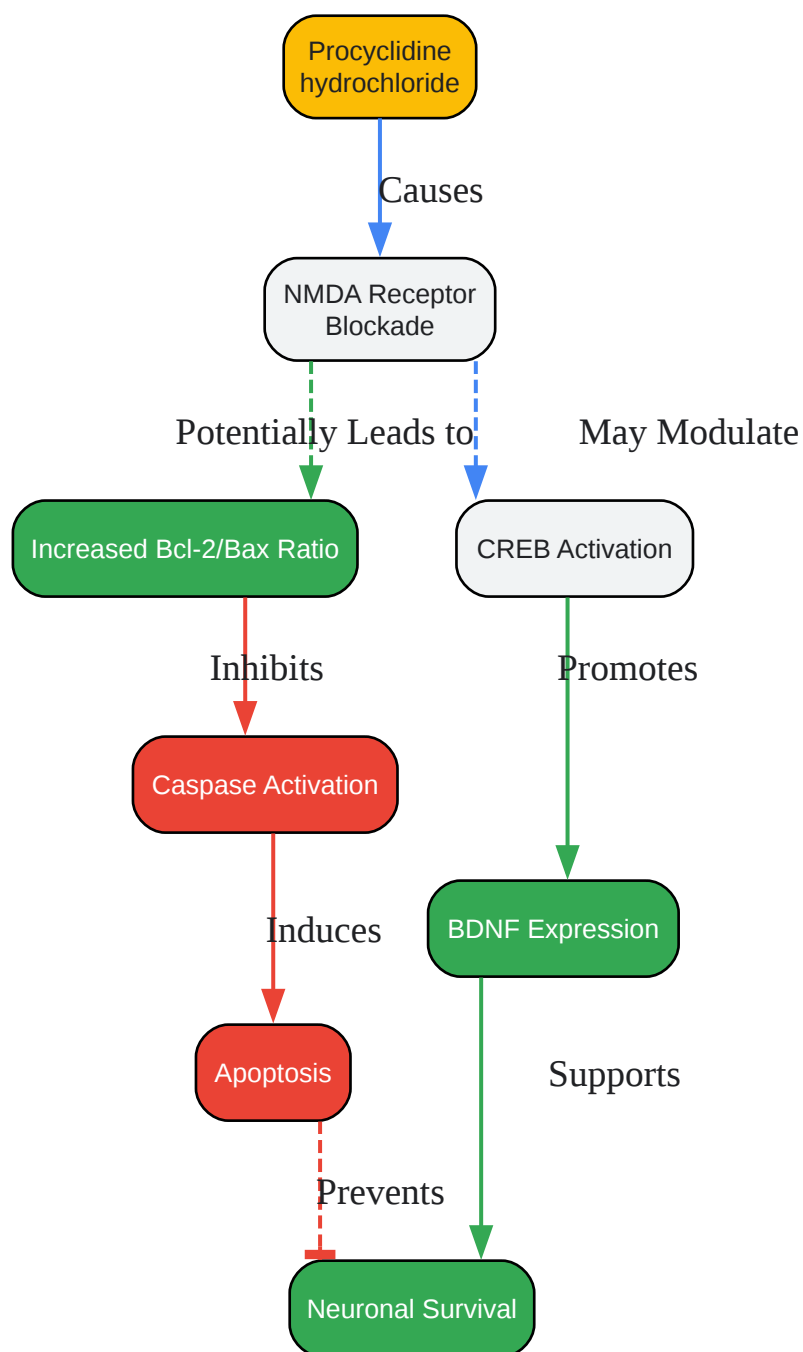 Procyclidine
hydrochloride
Causes
NMDA Receptor
Blockade
Potentially Leads to
May Modulate
Increased Bcl-2/Bax Ratio
CREB Activation
Inhibits
Promotes
Caspase Activation
Induces
BDNF Expression
Apoptosis
Supports
Prevents
Neuronal Survival